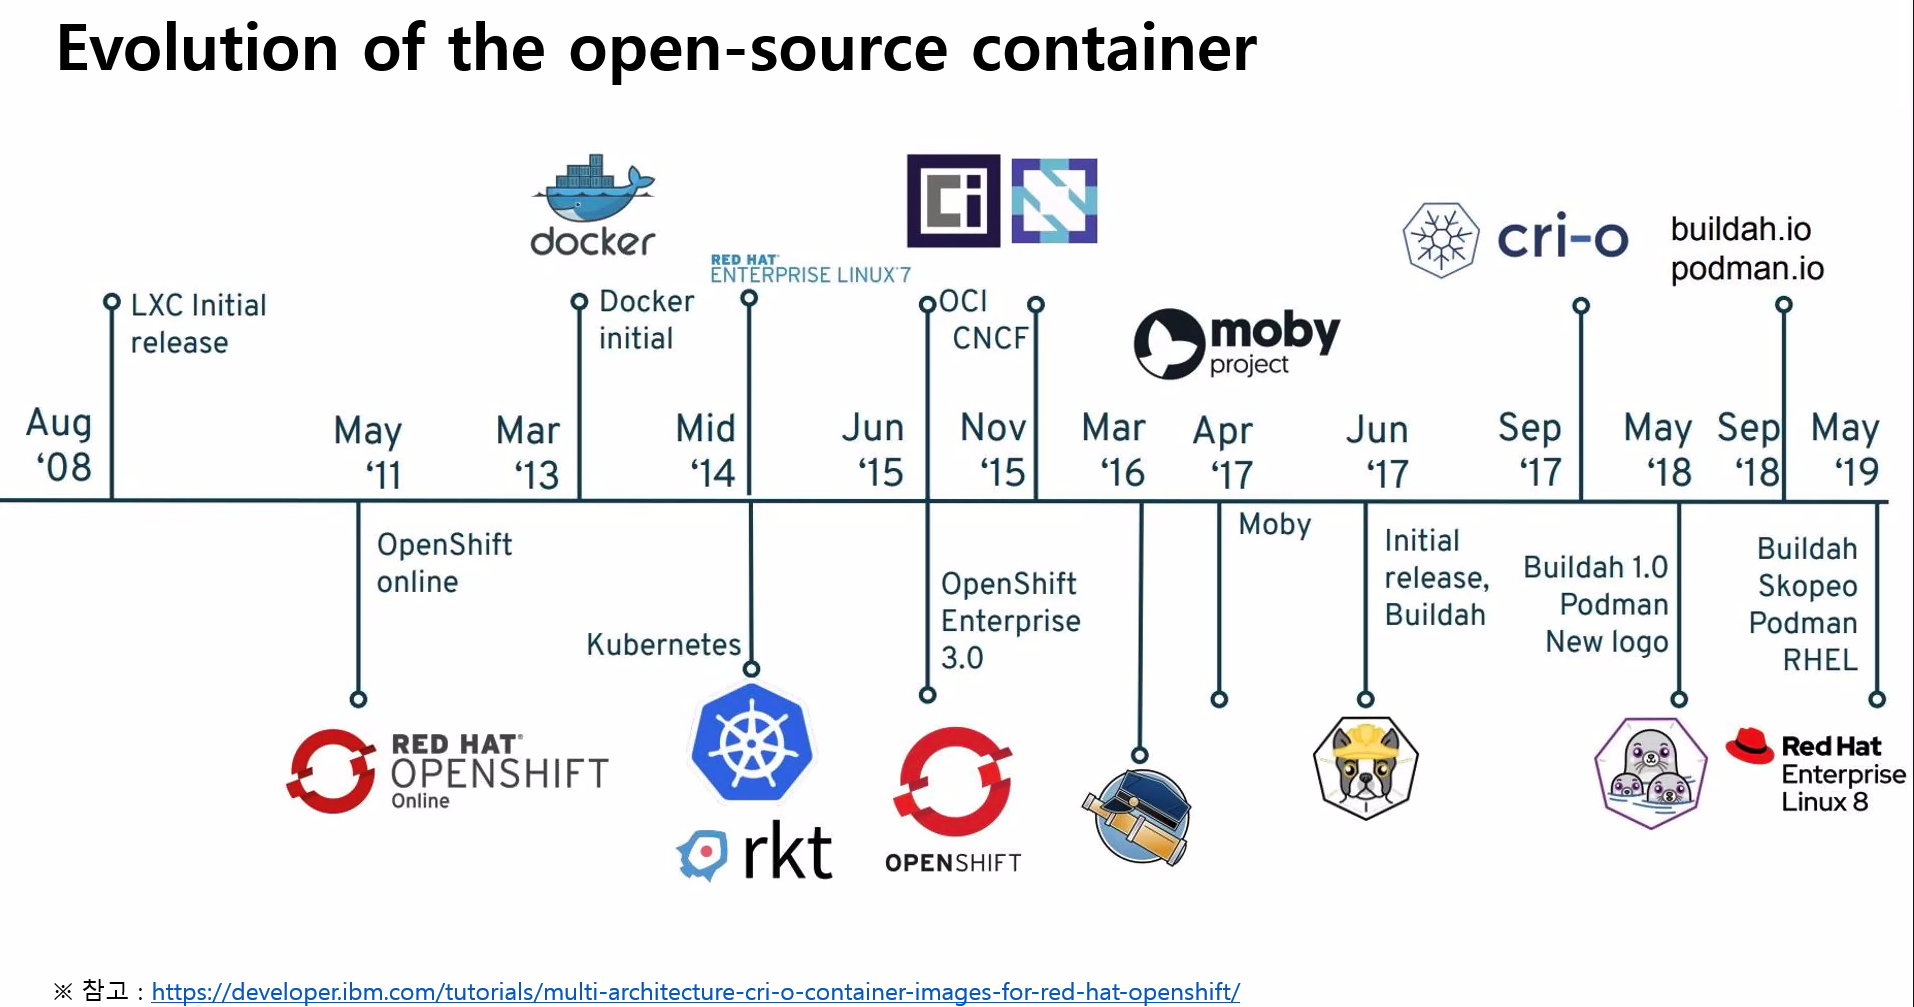 Evolution of the open-source container
docker
RED HAT
ENTERPRISE LINUX 7
Ci
cri-o
buildah.io
podman.io
LXC Initial
release
Docker
initial
OCI
CNCF
moby
project
Aug
‘08
May
‘11
Mar
‘13
Mid
‘14
Jun
‘15
Nov
‘15
Mar
‘16
Apr
‘17
Jun
‘17
Sep
‘17
May
‘18
Sep
‘18
May
‘19
OpenShift
online
Kubernetes
OpenShift
Enterprise
3.0
Moby
Initial
release,
Buildah
Buildah 1.0
Podman
New logo
Buildah
Skopeo
Podman
RHEL
RED HAT®
OPENSHIFT
Online
rkt
OPENSHIFT
Red Hat
Enterprise
Linux 8
※ 참고 : https://developer.ibm.com/tutorials/multi-architecture-cri-o-container-images-for-red-hat-openshift/